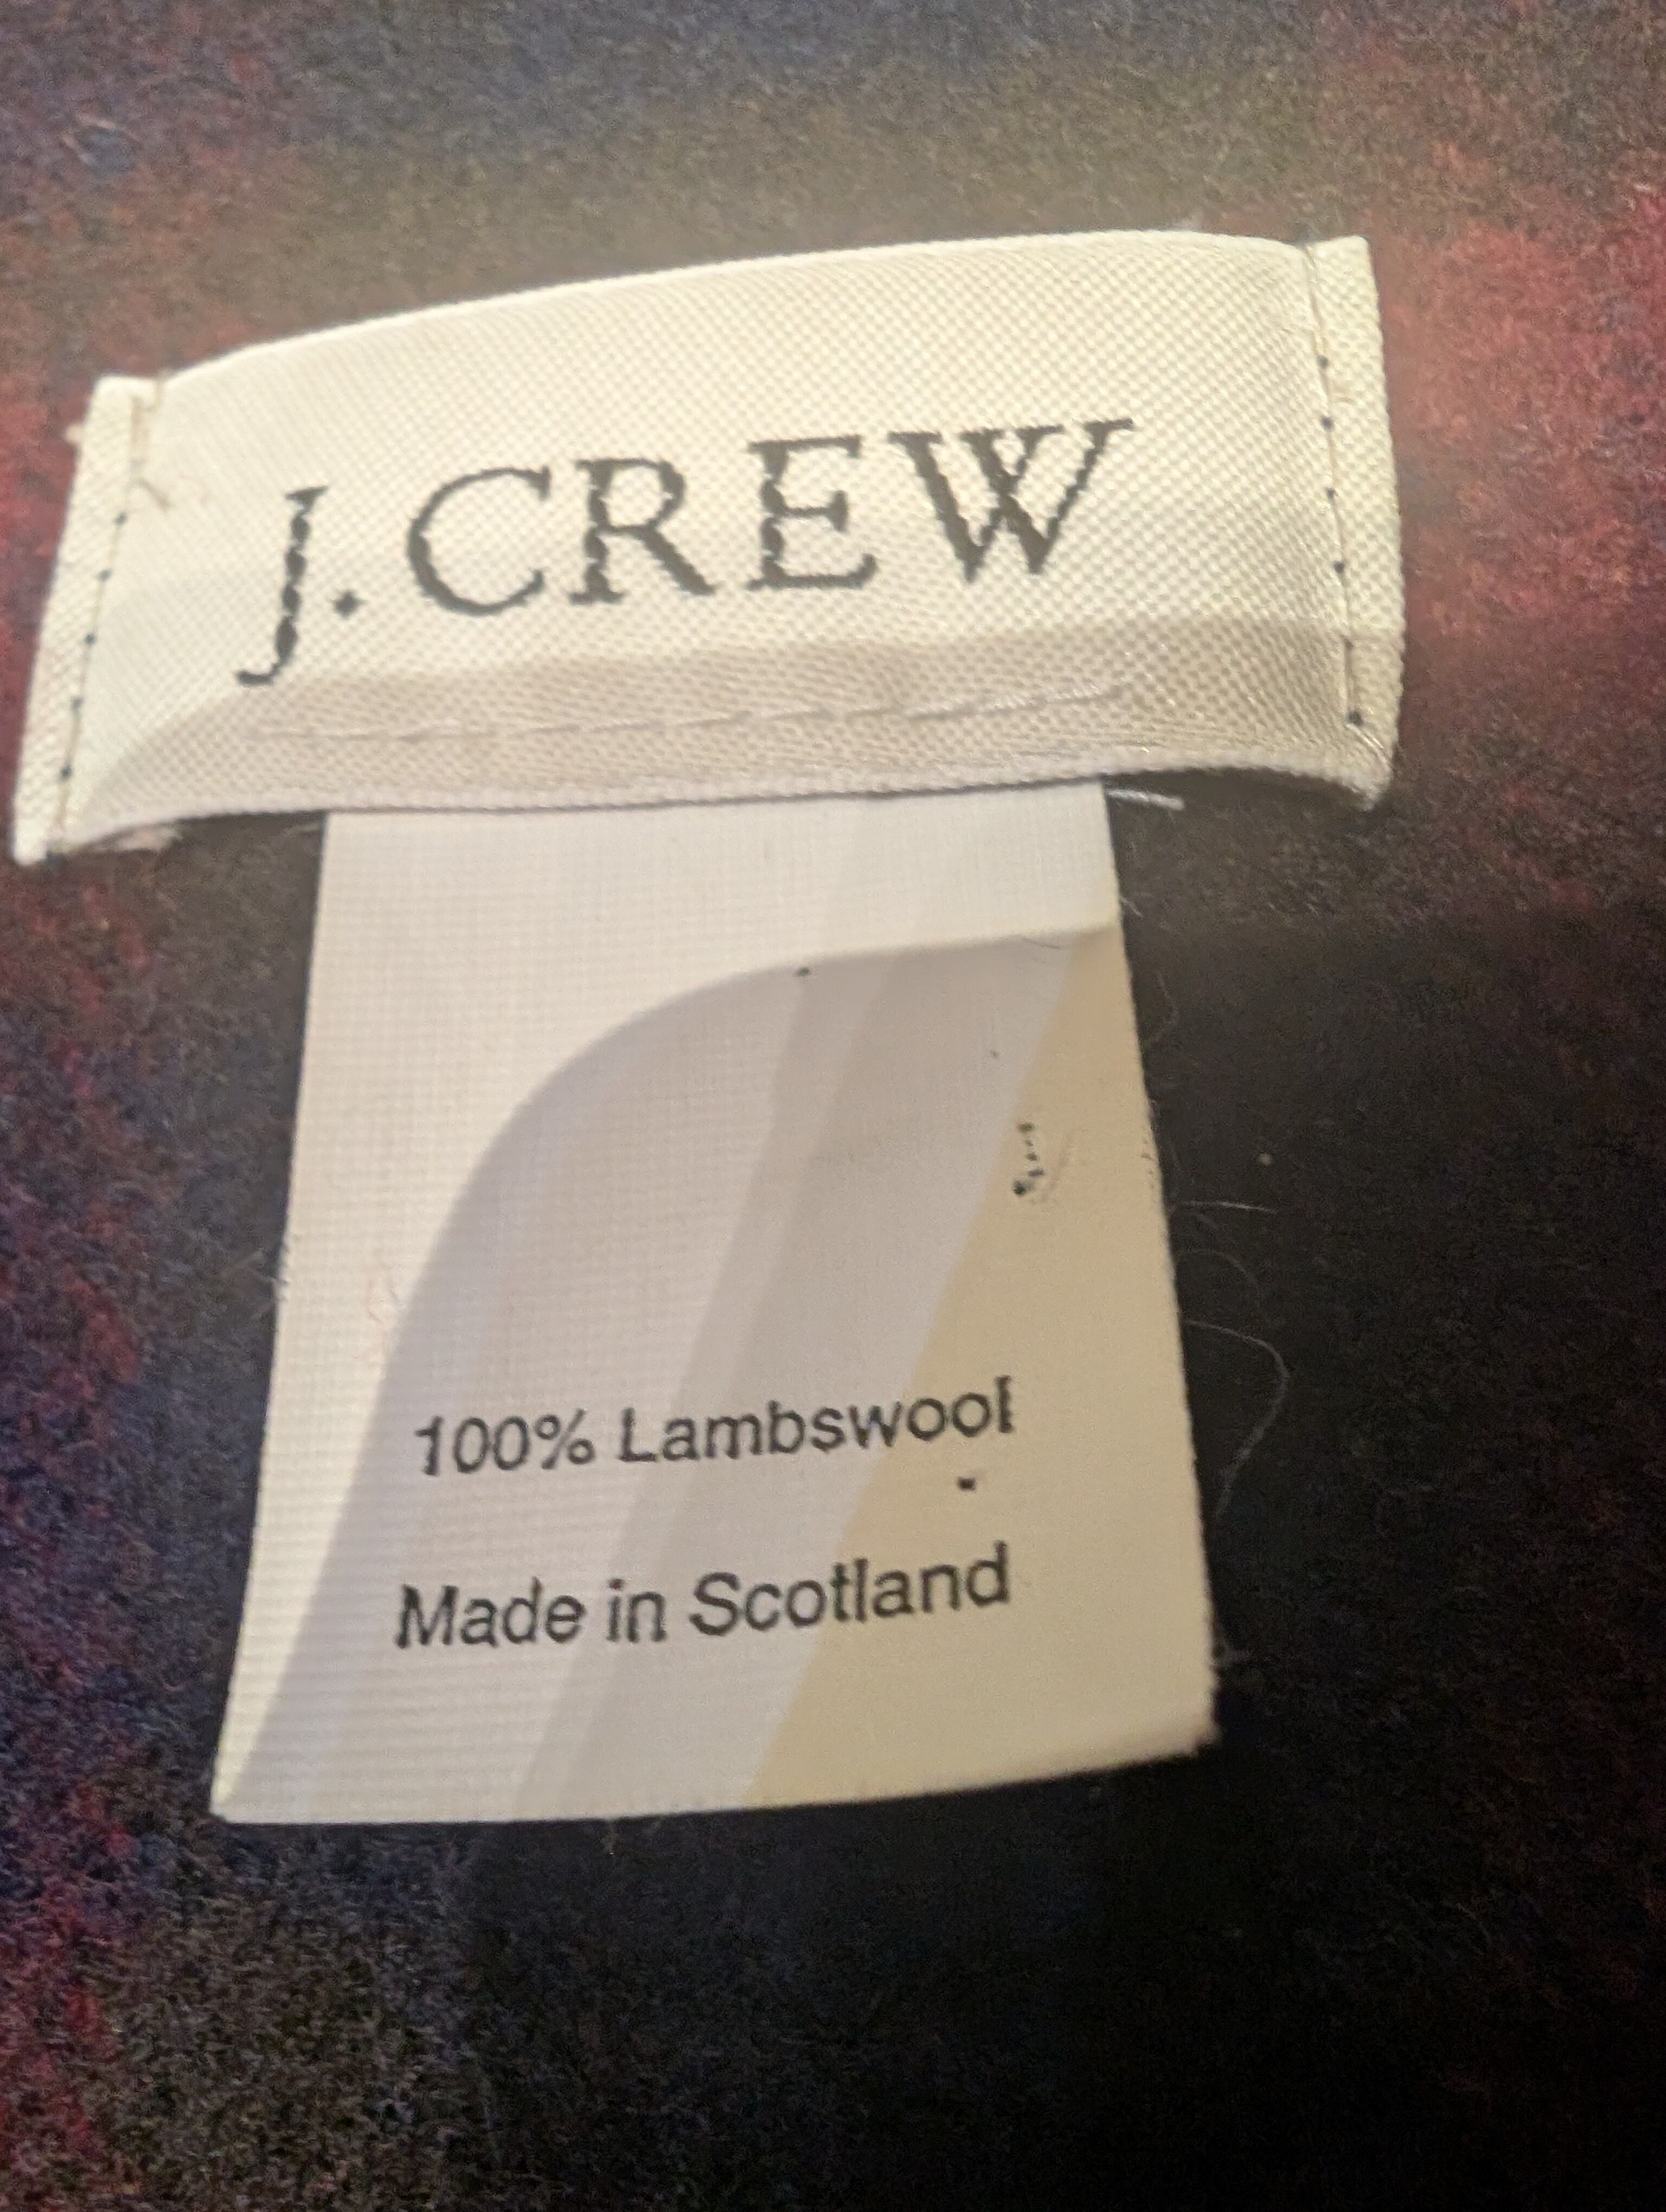 J.CREW
100% Lambswool
Made in Scotland